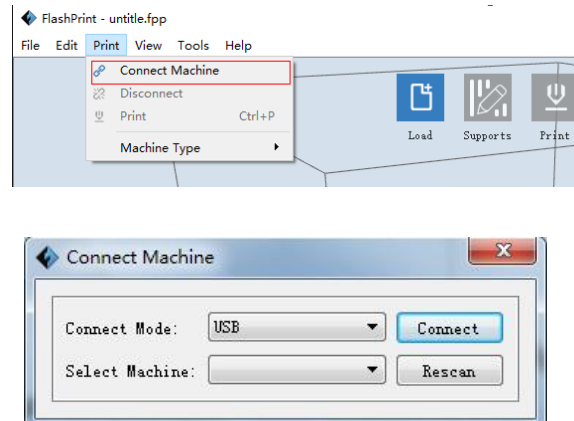 FlashPrint - untitle.fpp
File Edit Print View Tools Help
Connect Machine
Disconnect
Print Ctrl+P
Machine Type
Load Supports Print
Connect Machine
Connect Mode: USB Connect
Select Machine: Rescan